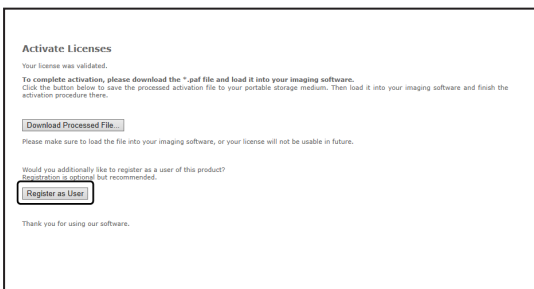 Activate Licenses
Your license was validated.
To complete activation, please download the *.paf file and load it into your imaging software.
Click the button below to save the processed activation file to your portable storage medium. Then load it into your imaging software and finish the
activation procedure there.
Download Processed File...
Please make sure to load the file into your imaging software, or your license will not be usable in future.
Would you additionally like to register as a user of this product?
Registration is optional but recommended.
Register as User
Thank you for using our software.